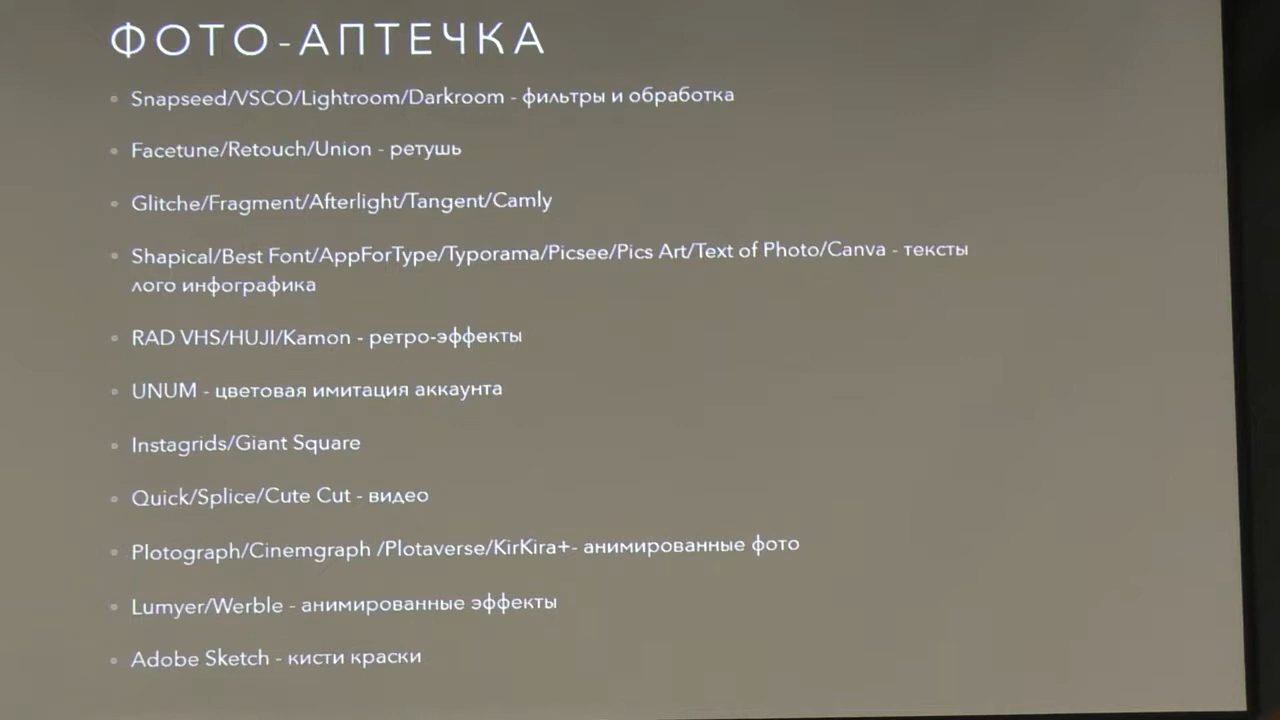 ФОТО-АПТЕЧКА
Snapseed/VSCO/Lightroom/Darkroom - фильтры и обработка
Facetune/Retouch/Union - ретушь
Glitche/Fragment/Afterlight/Tangent/Camly
Shapical/Best Font/AppForType/Typorama/Picsee/Pics Art/Text of Photo/Canva - тексты
лого инфографика
RAD VHS/HUJI/Kamon - ретро-эффекты
UNUM - цветовая имитация аккаунта
Instagrids/Giant Square
Quick/Splice/Cute Cut - видео
Plotograph/Cinemgraph /Plotaverse/KirKira+- анимированные фото
Lumyer/Werble - анимированные эффекты
Adobe Sketch - кисти краски